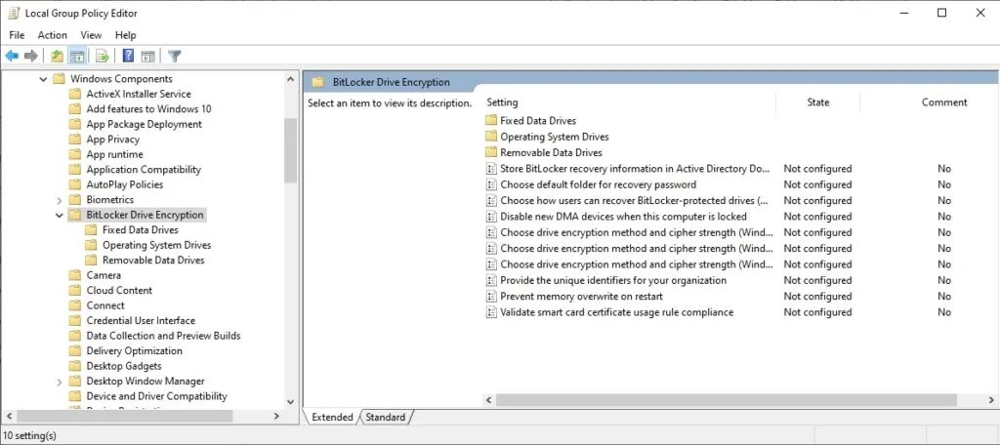 Local Group Policy Editor
File Action View Help
Windows Components
ActiveX Installer Service
Add features to Windows 10
App Package Deployment
App Privacy
App runtime
Application Compatibility
AutoPlay Policies
Biometrics
BitLocker Drive Encryption
Fixed Data Drives
Operating System Drives
Removable Data Drives
Camera
Cloud Content
Connect
Credential User Interface
Data Collection and Preview Builds
Delivery Optimization
Desktop Gadgets
Desktop Window Manager
Device and Driver Compatibility
BitLocker Drive Encryption
Select an item to view its description.
Setting State Comment
Fixed Data Drives
Operating System Drives
Removable Data Drives
Store BitLocker recovery information in Active Directory Do... Not configured No
Choose default folder for recovery password Not configured No
Choose how users can recover BitLocker-protected drives (... Not configured No
Disable new DMA devices when this computer is locked Not configured No
Choose drive encryption method and cipher strength (Wind... Not configured No
Choose drive encryption method and cipher strength (Wind... Not configured No
Choose drive encryption method and cipher strength (Wind... Not configured No
Provide the unique identifiers for your organization Not configured No
Prevent memory overwrite on restart Not configured No
Validate smart card certificate usage rule compliance Not configured No
Extended Standard
10 setting(s)